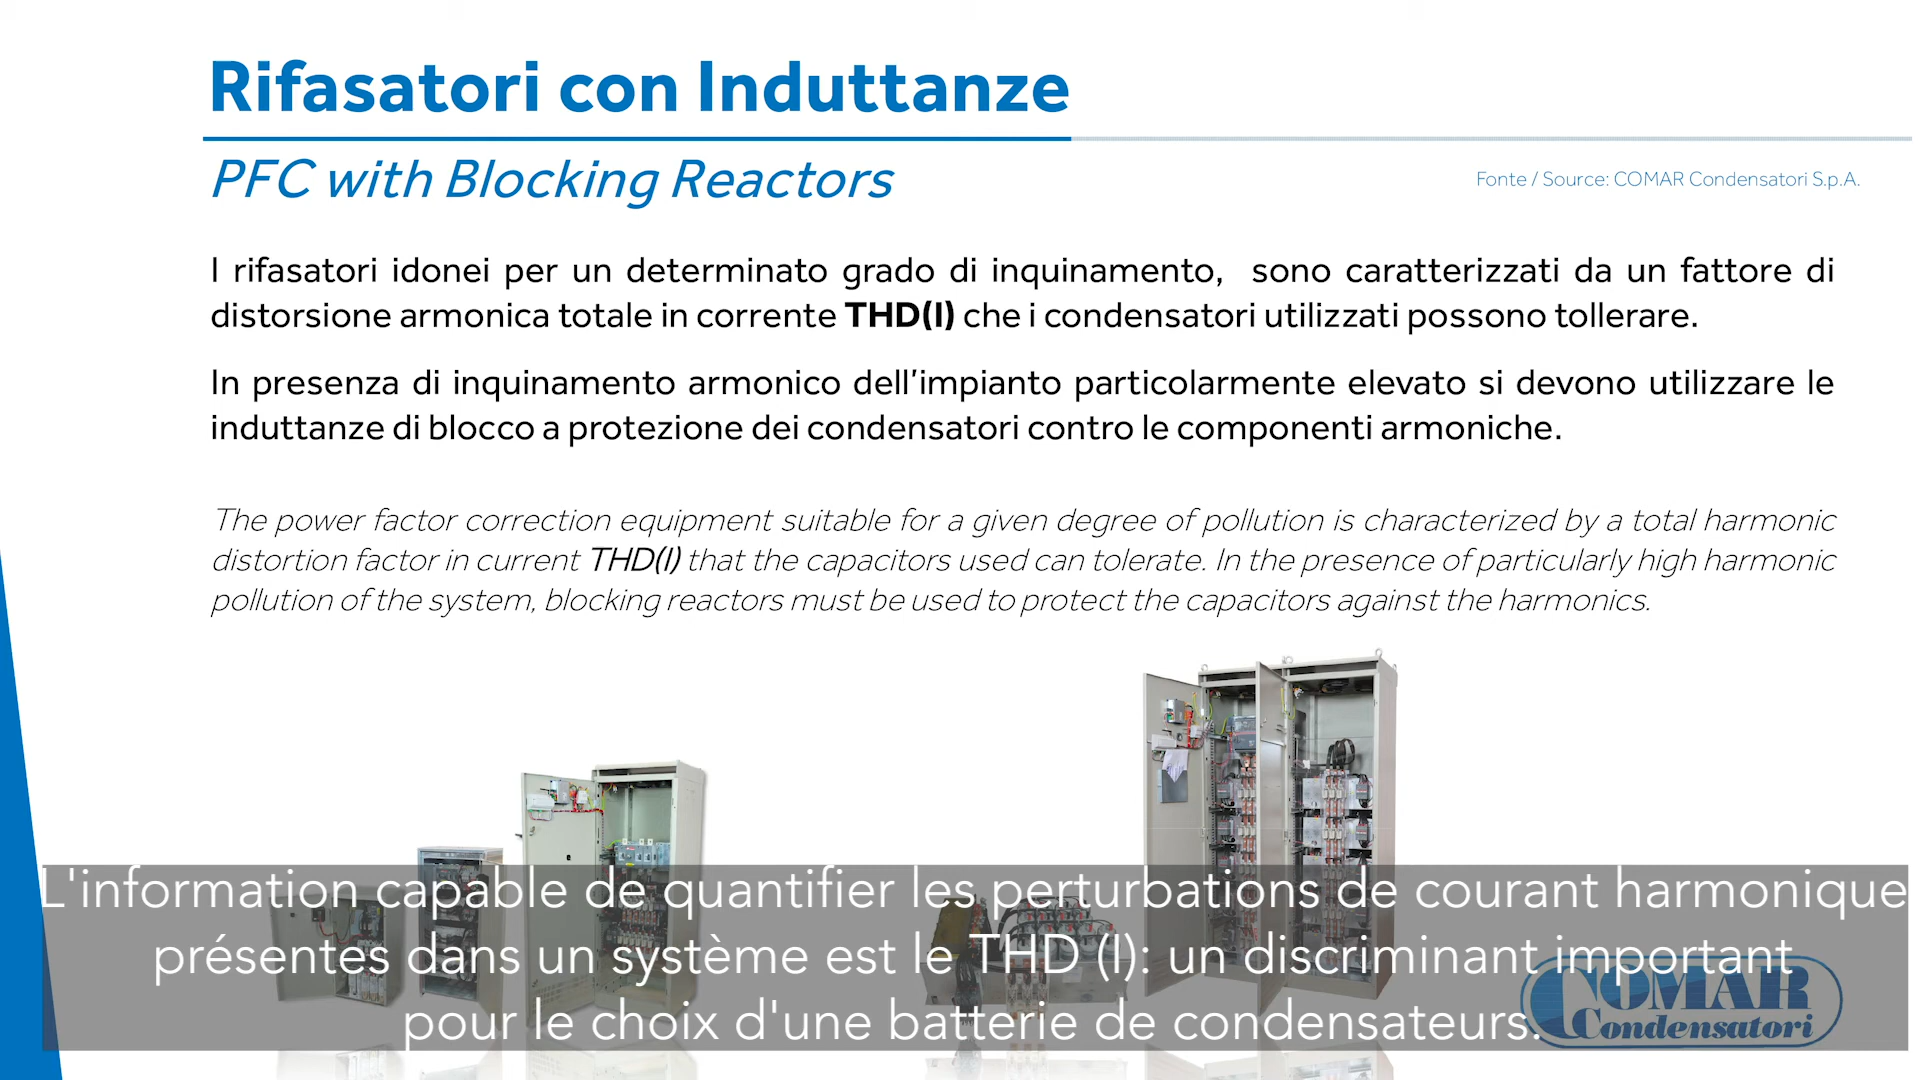 Rifasatori con Induttanze
PFC with Blocking Reactors
Fonte / Source: COMAR Condensatori S.p.A.
I rifasatori idonei per un determinato grado di inquinamento, sono caratterizzati da un fattore di
distorsione armonica totale in corrente THD(I) che i condensatori utilizzati possono tollerare.
In presenza di inquinamento armonico dell'impianto particolarmente elevato si devono utilizzare le
induttanze di blocco a protezione dei condensatori contro le componenti armoniche.
The power factor correction equipment suitable for a given degree of pollution is characterized by a total harmonic
distortion factor in current THD(I) that the capacitors used can tolerate. In the presence of particularly high harmonic
pollution of the system, blocking reactors must be used to protect the capacitors against the harmonics.
L'information capable de quantifier les perturbations de courant harmonique
présentes dans un système est le THD (I): un discriminant important
pour le choix d'une batterie de condensateurs.
COMAR
Condensatori